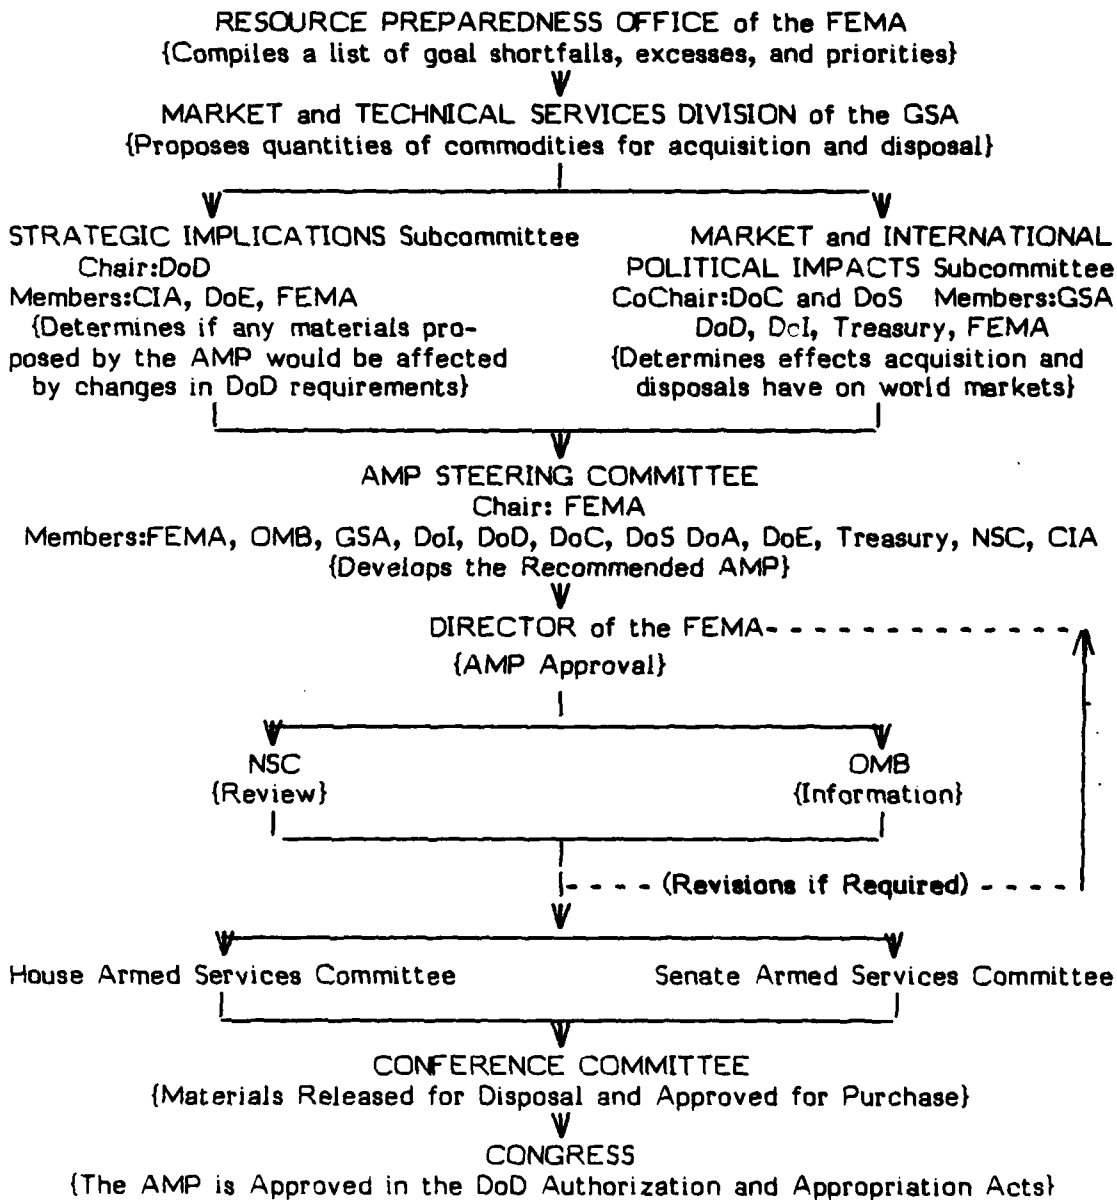 RESOURCE PREPAREDNESS OFFICE of the FEMA
{Compiles a list of goal shortfalls, excesses, and priorities}
MARKET and TECHNICAL SERVICES DIVISION of the GSA
{Proposes quantities of commodities for acquisition and disposal}
STRATEGIC IMPLICATIONS Subcommittee
Chair:DoD
Members:CIA, DoE, FEMA
{Determines if any materials pro-
posed by the AMP would be affected
by changes in DoD requirements}
MARKET and INTERNATIONAL
POLITICAL IMPACTS Subcommittee
CoChair:DoC and DoS Members:GSA
DoD, DoI, Treasury, FEMA
{Determines effects acquisition and
disposals have on world markets}
AMP STEERING COMMITTEE
Chair: FEMA
Members:FEMA, OMB, GSA, DoI, DoD, DoC, DoS DoA, DoE, Treasury, NSC, CIA
{Develops the Recommended AMP}
DIRECTOR of the FEMA
{AMP Approval}
NSC
{Review}
OMB
{Information}
(Revisions if Required)
House Armed Services Committee
Senate Armed Services Committee
CONFERENCE COMMITTEE
{Materials Released for Disposal and Approved for Purchase}
CONGRESS
{The AMP is Approved in the DoD Authorization and Appropriation Acts}